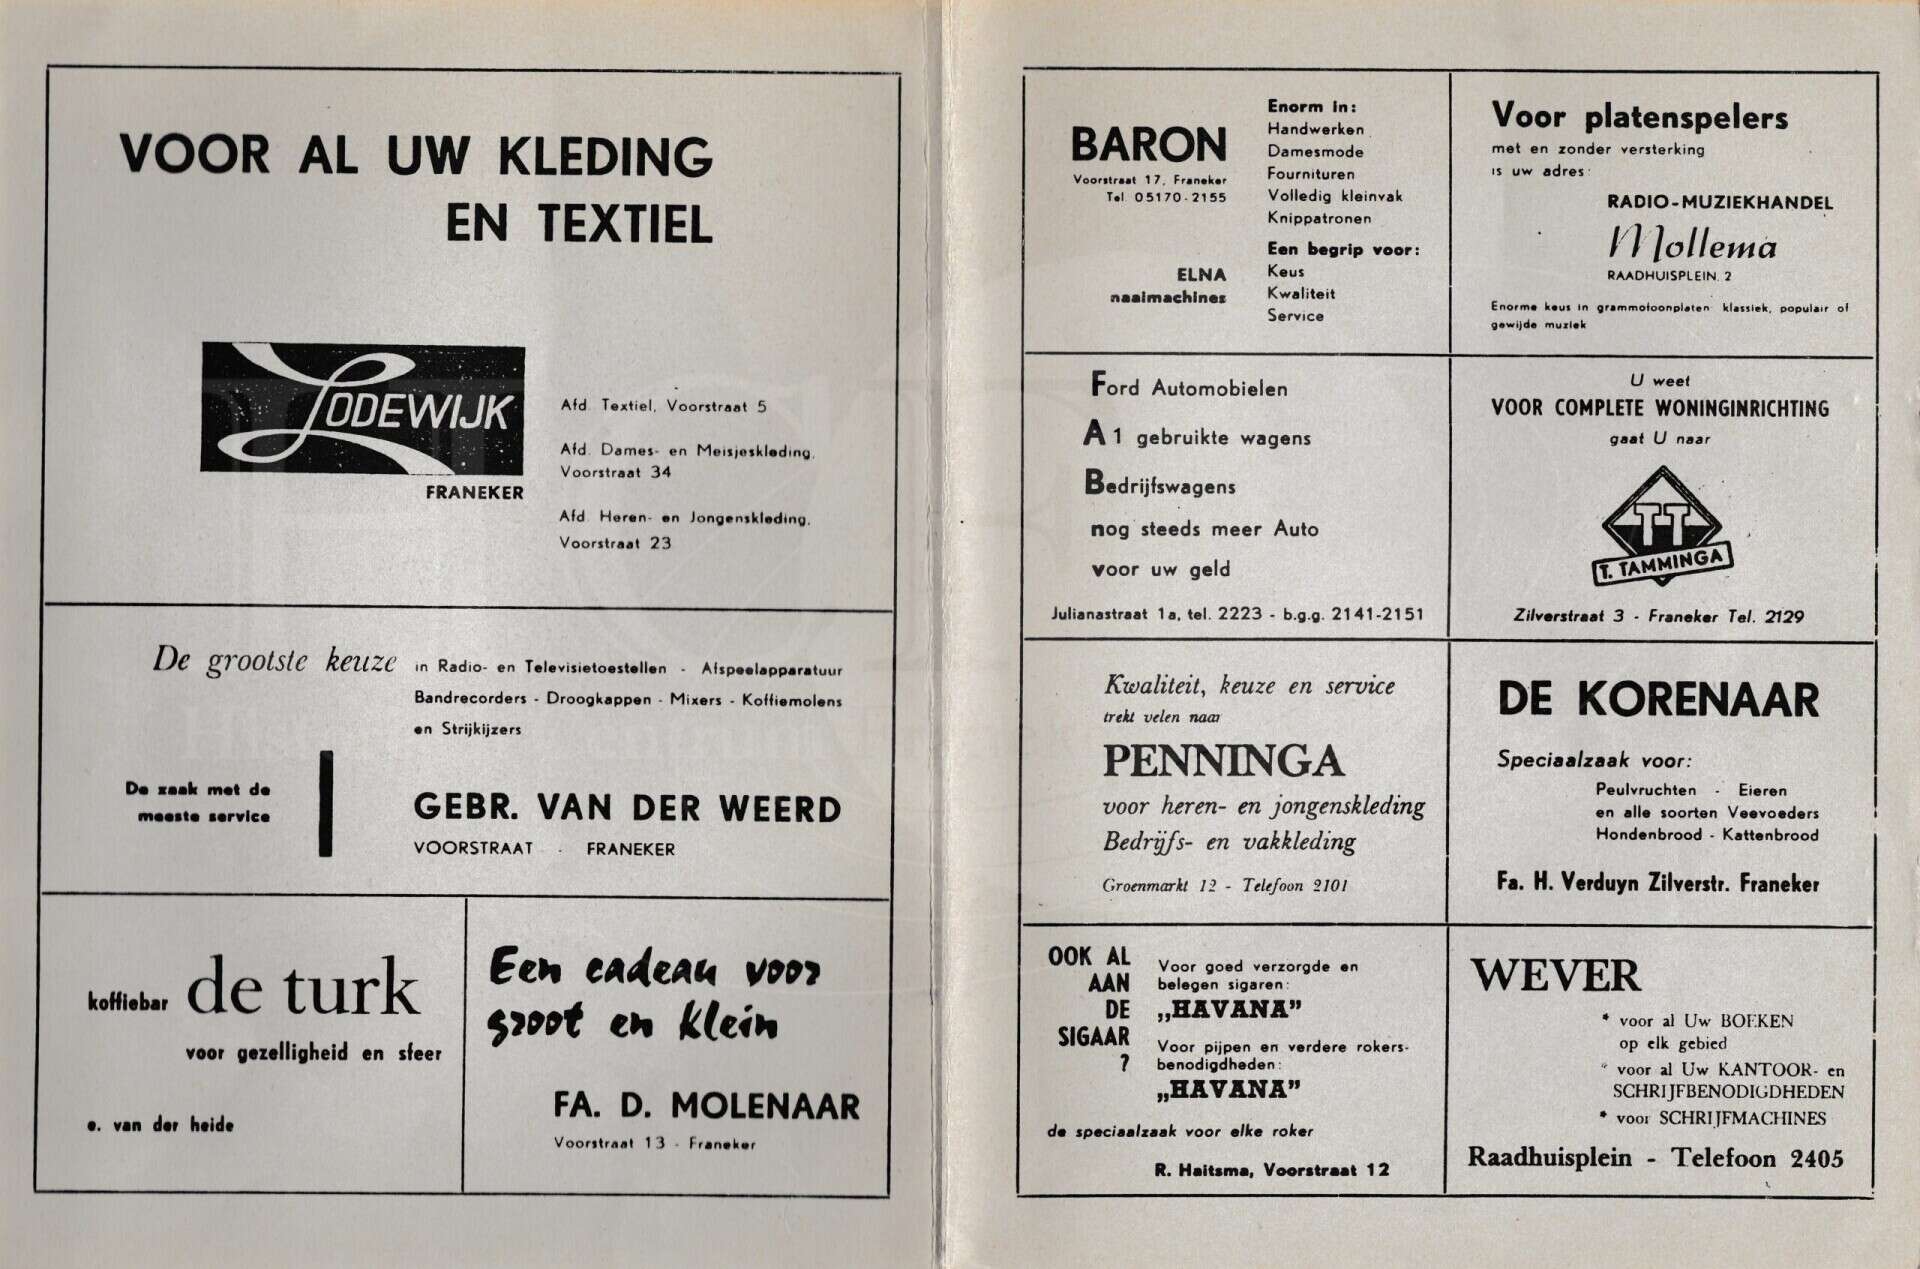 VOOR AL UW KLEDING
EN TEXTIEL
LODEWIJK
FRANEKER
Afd. Textiel, Voorstraat 5
Afd. Dames- en Meisjeskleding,
Voorstraat 34
Afd. Heren- en Jongenskleding,
Voorstraat 23
De grootste keuze in Radio- en Televisietoestellen - Afspeelapparatuur
Bandrecorders - Droogkappen - Mixers - Koffiemolens
en Strijkijzers
De zaak met de
meeste service
GEBR. VAN DER WEERD
VOORSTRAAT - FRANEKER
koffiebar de turk
voor gezelligheid en sfeer
e. van der heide
Een cadeau voor
groot en klein
FA. D. MOLENAAR
Voorstraat 13 - Franeker
BARON
Voorstraat 17, Franeker
Tel 05170-2155
ELNA
naaimachines
Enorm in:
Handwerken
Damesmode
Fournituren
Volledig kleinvak
Knippatronen
Een begrip voor:
Keus
Kwaliteit
Service
Voor platenspelers
met en zonder versterking
is uw adres:
RADIO-MUZIEKHANDEL
Mollema
RAADHUISPLEIN. 2
Enorme keus in grammofoonplaten klassiek, populair of
gewijde muziek
Ford Automobielen
A 1 gebruikte wagens
Bedrijfswagens
nog steeds meer Auto
voor uw geld
Julianastraat 1a, tel. 2223 - b.g.g. 2141-2151
U weet
VOOR COMPLETE WONINGINRICHTING
gaat U naar
TT
T. TAMMINGA
Zilverstraat 3 - Franeker Tel. 2129
Kwaliteit, keuze en service
trekt velen naar
PENNINGA
voor heren- en jongenskleding
Bedrijfs- en vakkleding
Groenmarkt 12 - Telefoon 2101
DE KORENAAR
Speciaalzaak voor:
Peulvruchten - Eieren
en alle soorten Veevoeders
Hondenbrood - Kattenbrood
Fa. H. Verduyn Zilverstr. Franeker
OOK AL
AAN
DE
SIGAAR
?
Voor goed verzorgde en
belegen sigaren:
„HAVANA”
Voor pijpen en verdere rokers-
benodigdheden:
„HAVANA”
de speciaalzaak voor elke roker
R. Haitsma, Voorstraat 12
WEVER
* voor al Uw BOEKEN
op elk gebied
* voor al Uw KANTOOR- en
SCHRIJFBENODIGDHEDEN
* voor SCHRIJFMACHINES
Raadhuisplein - Telefoon 2405